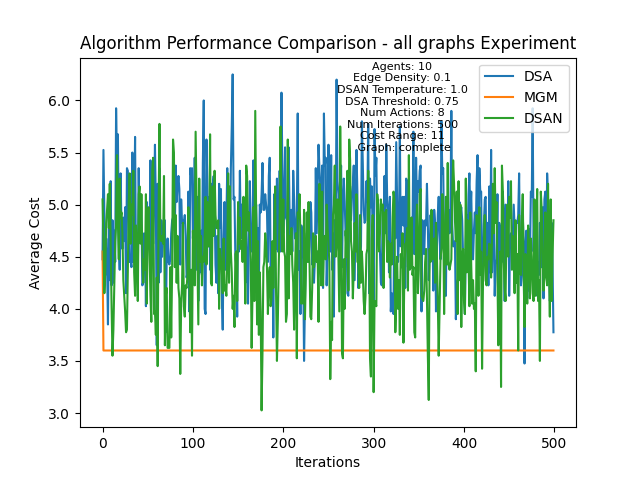 Algorithm Performance Comparison - all graphs Experiment
Agents: 10
Edge Density: 0.1
DSAN Temperature: 1.0
DSA Threshold: 0.75
Num Actions: 8
Num Iterations: 500
Cost Range: 11
Graph: complete
DSA
MGM
DSAN
Average Cost
6.0
5.5
5.0
4.5
4.0
3.5
3.0
0 100 200 300 400 500
Iterations